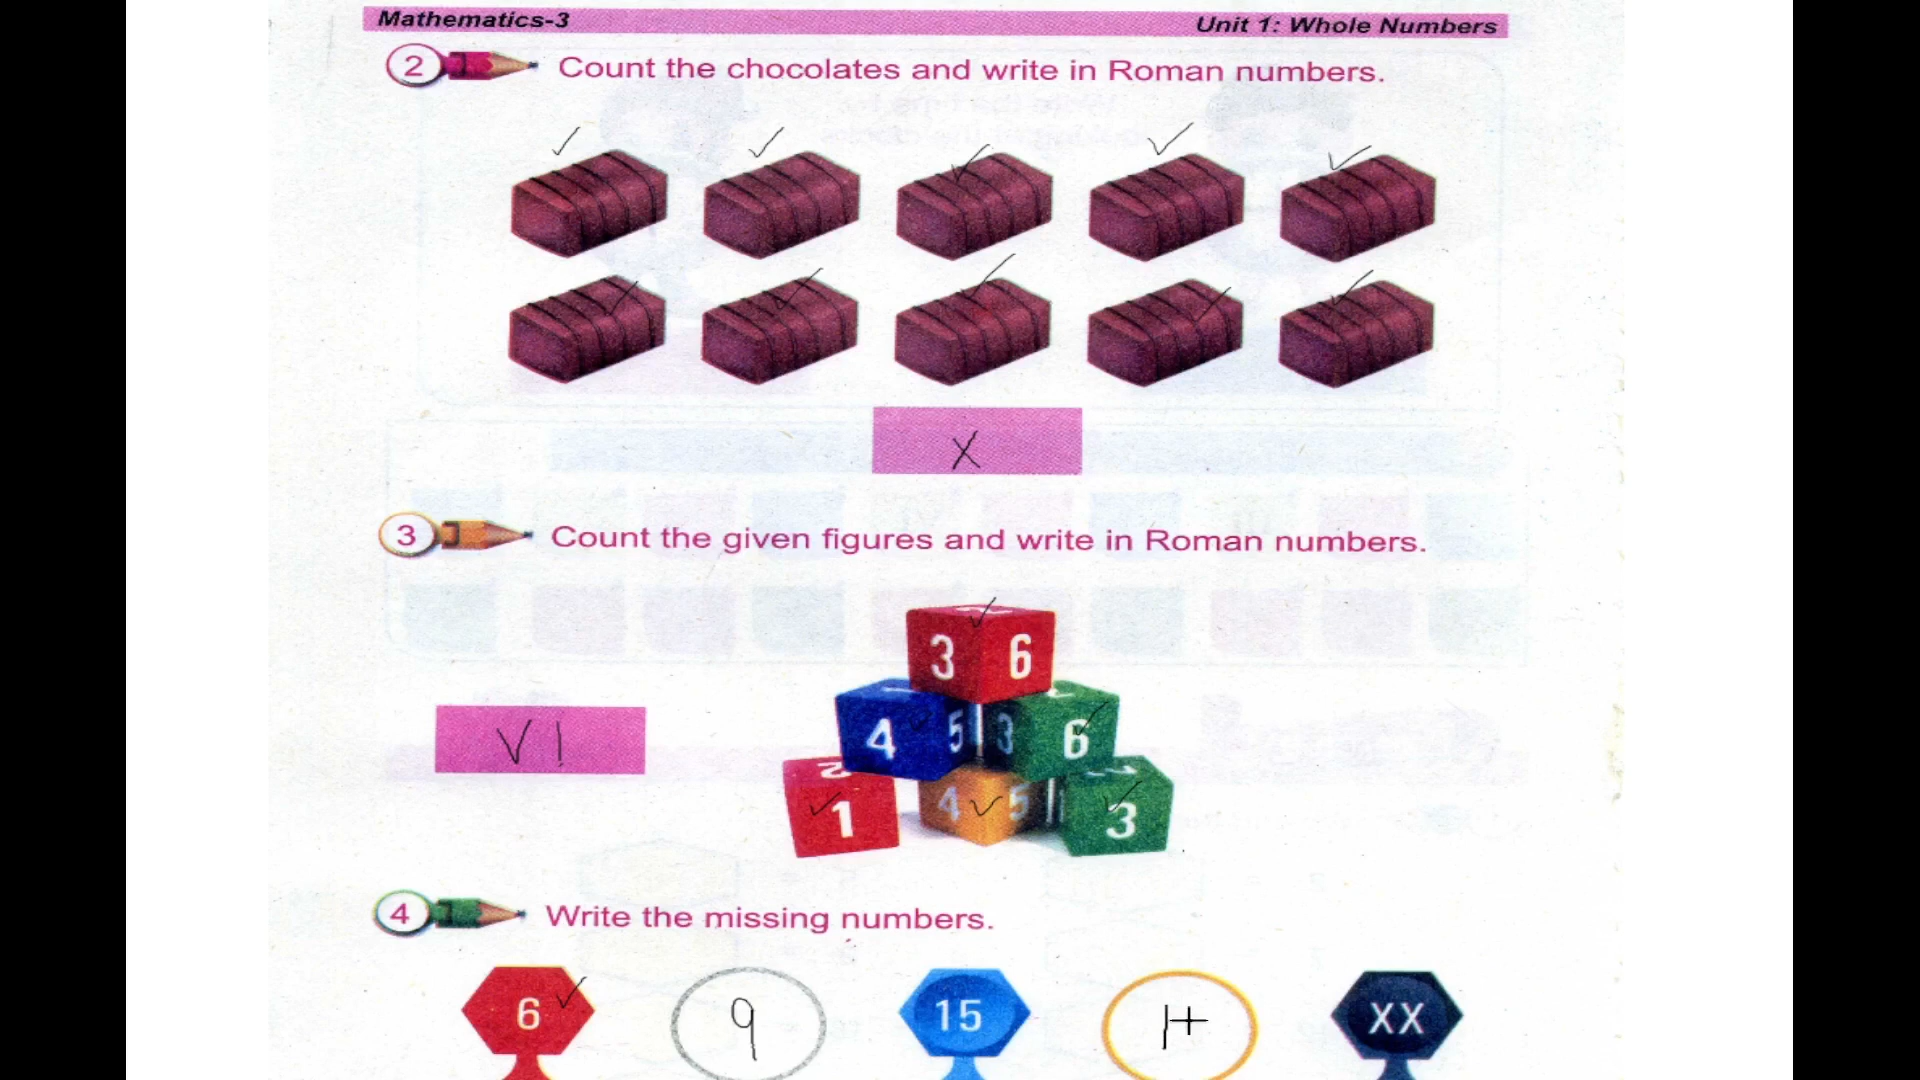 Mathematics-3
Unit 1: Whole Numbers
2 Count the chocolates and write in Roman numbers.
X
3 Count the given figures and write in Roman numbers.
3 6
4 5 3 6
VI
1 4 5 3
4 Write the missing numbers.
6 9 15 XX